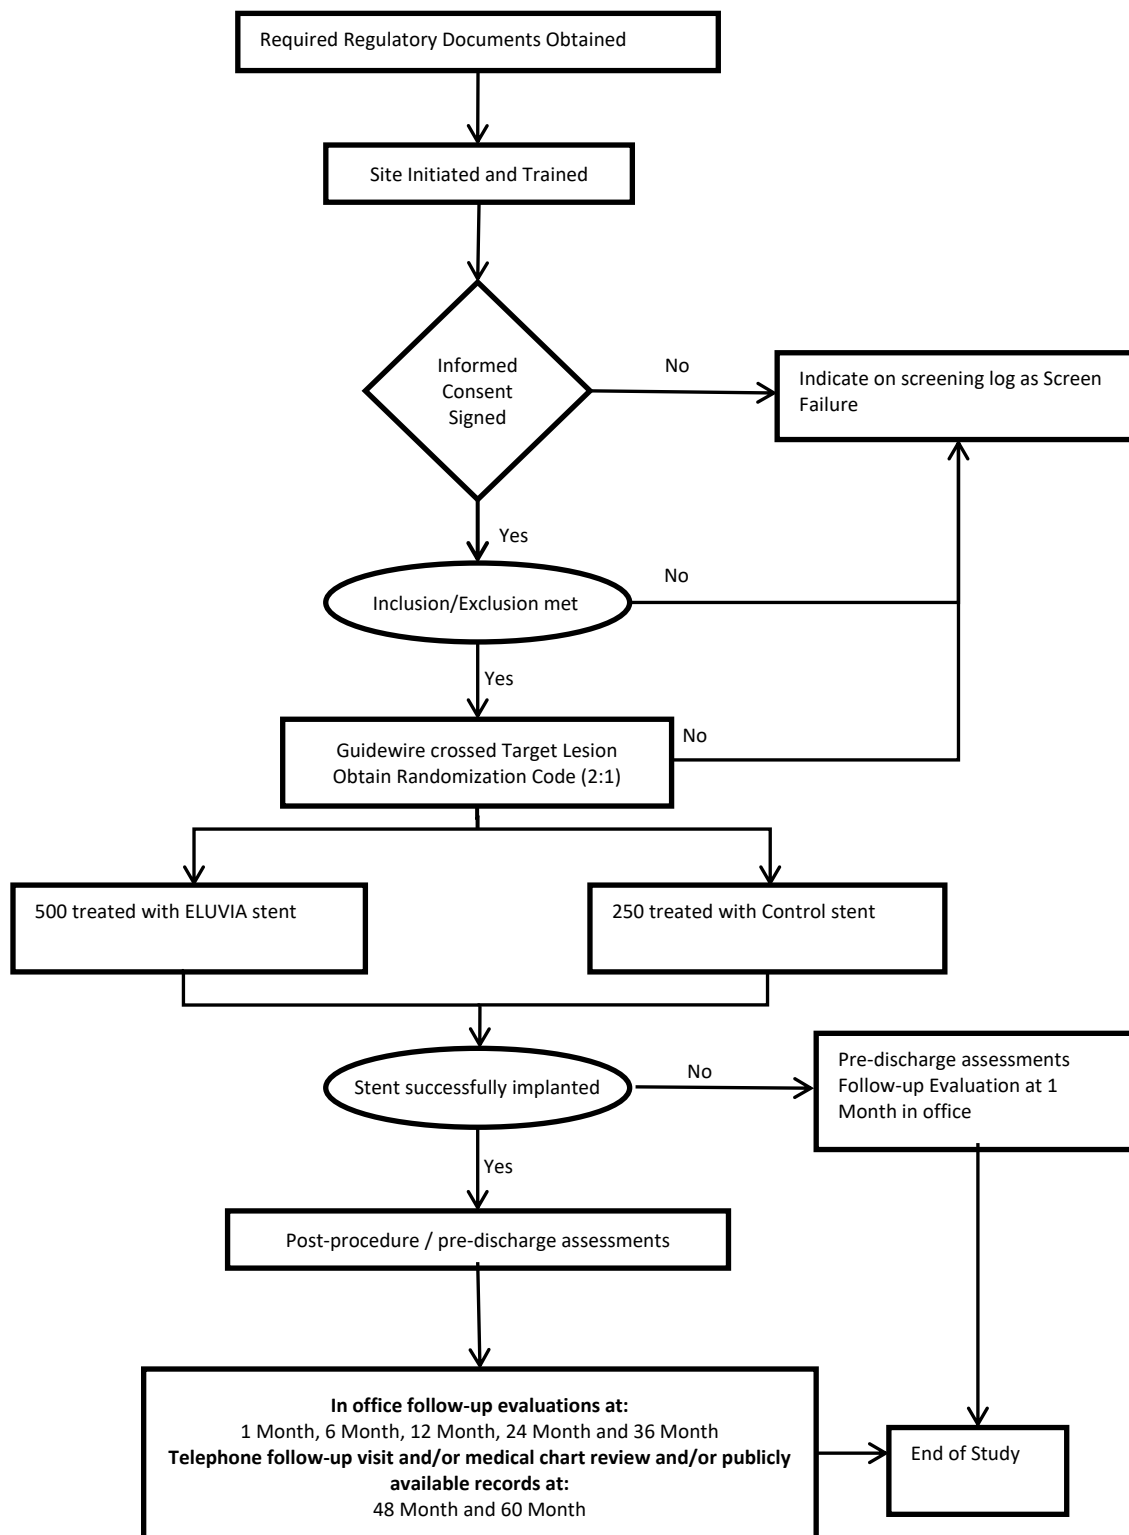 Required Regulatory Documents Obtained
Site Initiated and Trained
Informed
Consent
Signed
No
Indicate on screening log as Screen
Failure
Yes
Inclusion/Exclusion met
No
Yes
Guidewire crossed Target Lesion
Obtain Randomization Code (2:1)
No
500 treated with ELUVIA stent
250 treated with Control stent
Stent successfully implanted
No
Pre-discharge assessments
Follow-up Evaluation at 1
Month in office
Yes
Post-procedure / pre-discharge assessments
In office follow-up evaluations at:
1 Month, 6 Month, 12 Month, 24 Month and 36 Month
Telephone follow-up visit and/or medical chart review and/or publicly
available records at:
48 Month and 60 Month
End of Study